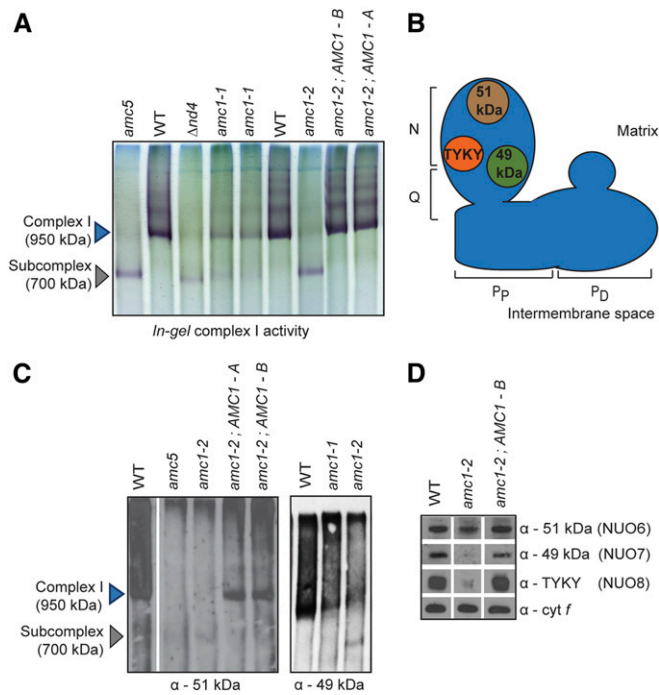 A
amc5
WT
Δnd4
amc1-1
amc1-1
WT
amc1-2
amc1-2 ; AMC1 - B
amc1-2 ; AMC1 - A
Complex I
(950 kDa)
Subcomplex
(700 kDa)
In-gel complex I activity
B
51
kDa
TYKY
49
kDa
N
Q
Matrix
PP
PD
Intermembrane space
C
WT
amc5
amc1-2
amc1-2 ; AMC1 - A
amc1-2 ; AMC1 - B
WT
amc1-1
amc1-2
Complex I
(950 kDa)
Subcomplex
(700 kDa)
α - 51 kDa
α - 49 kDa
D
WT
amc1-2
amc1-2 ; AMC1 - B
α - 51 kDa (NUO6)
α - 49 kDa (NUO7)
α - TYKY (NUO8)
α - cyt f